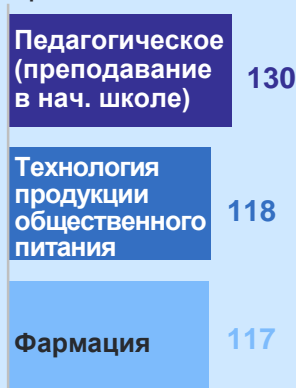 Педагогическое
(преподавание
в нач. школе)
130
Технология
продукции
общественного
питания
118
Фармация
117